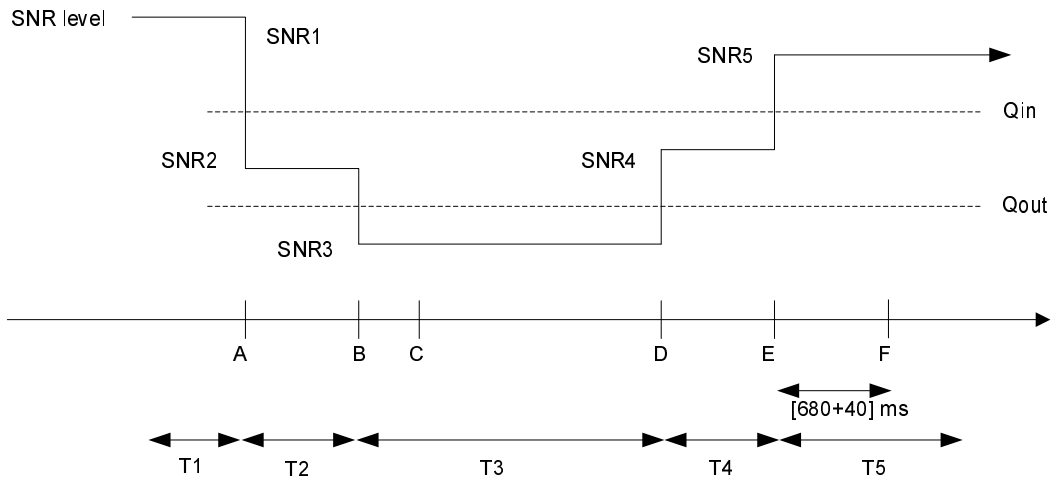 SNR level
SNR1
SNR5
Qin
SNR2
SNR4
Qout
SNR3
A B C D E F
[680+40] ms
T1 T2 T3 T4 T5